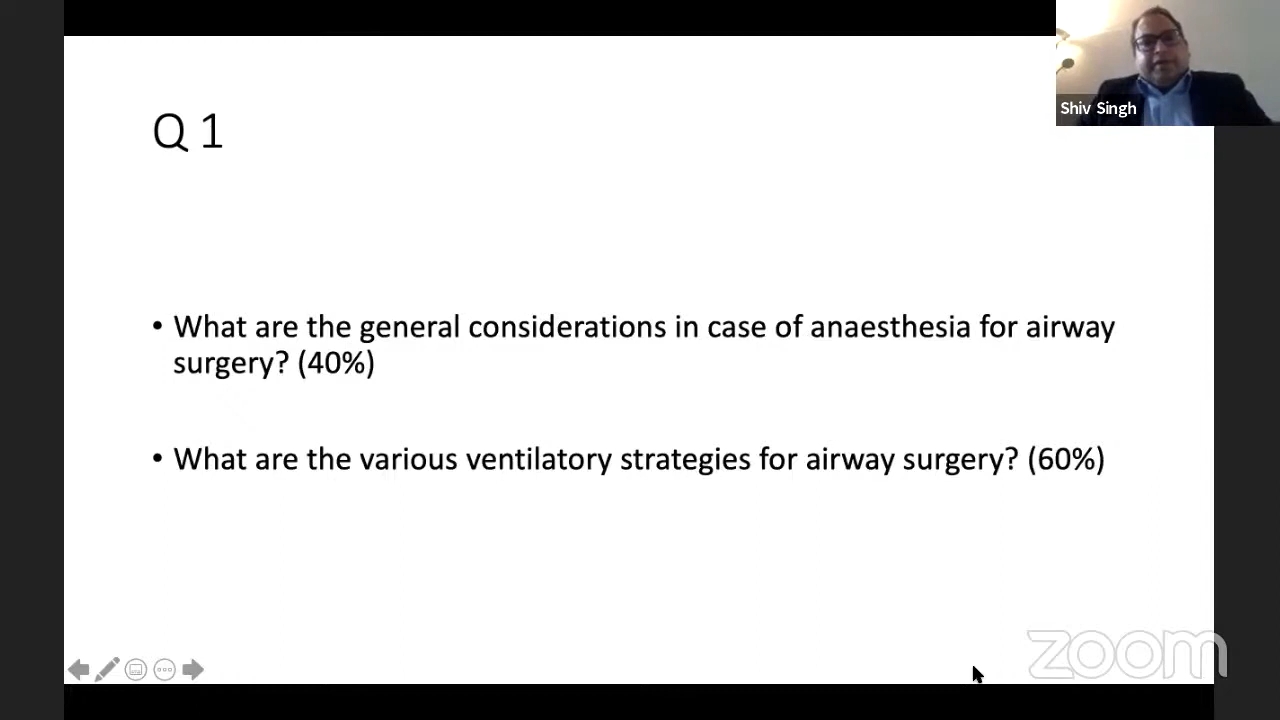 Shiv Singh
Q 1
• What are the general considerations in case of anaesthesia for airway
surgery? (40%)
• What are the various ventilatory strategies for airway surgery? (60%)
zoom